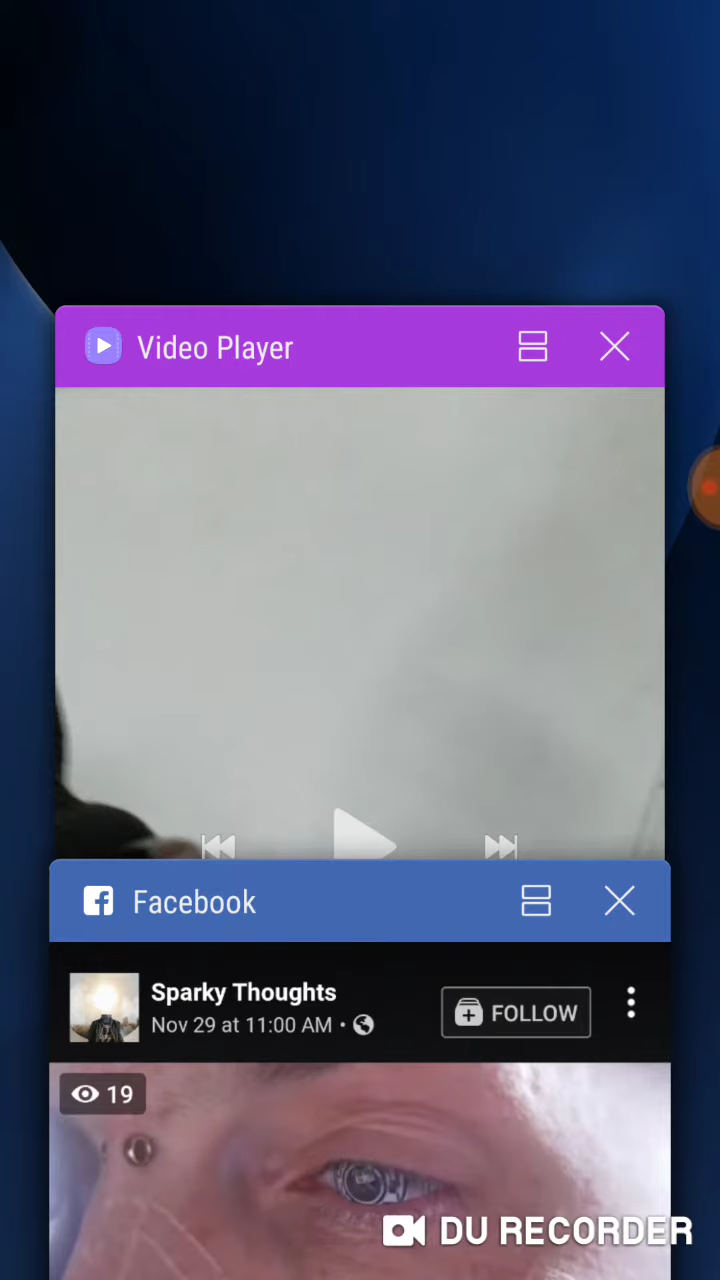 Video Player
Facebook
Sparky Thoughts
Nov 29 at 11:00 AM •
FOLLOW
19
DU RECORDER